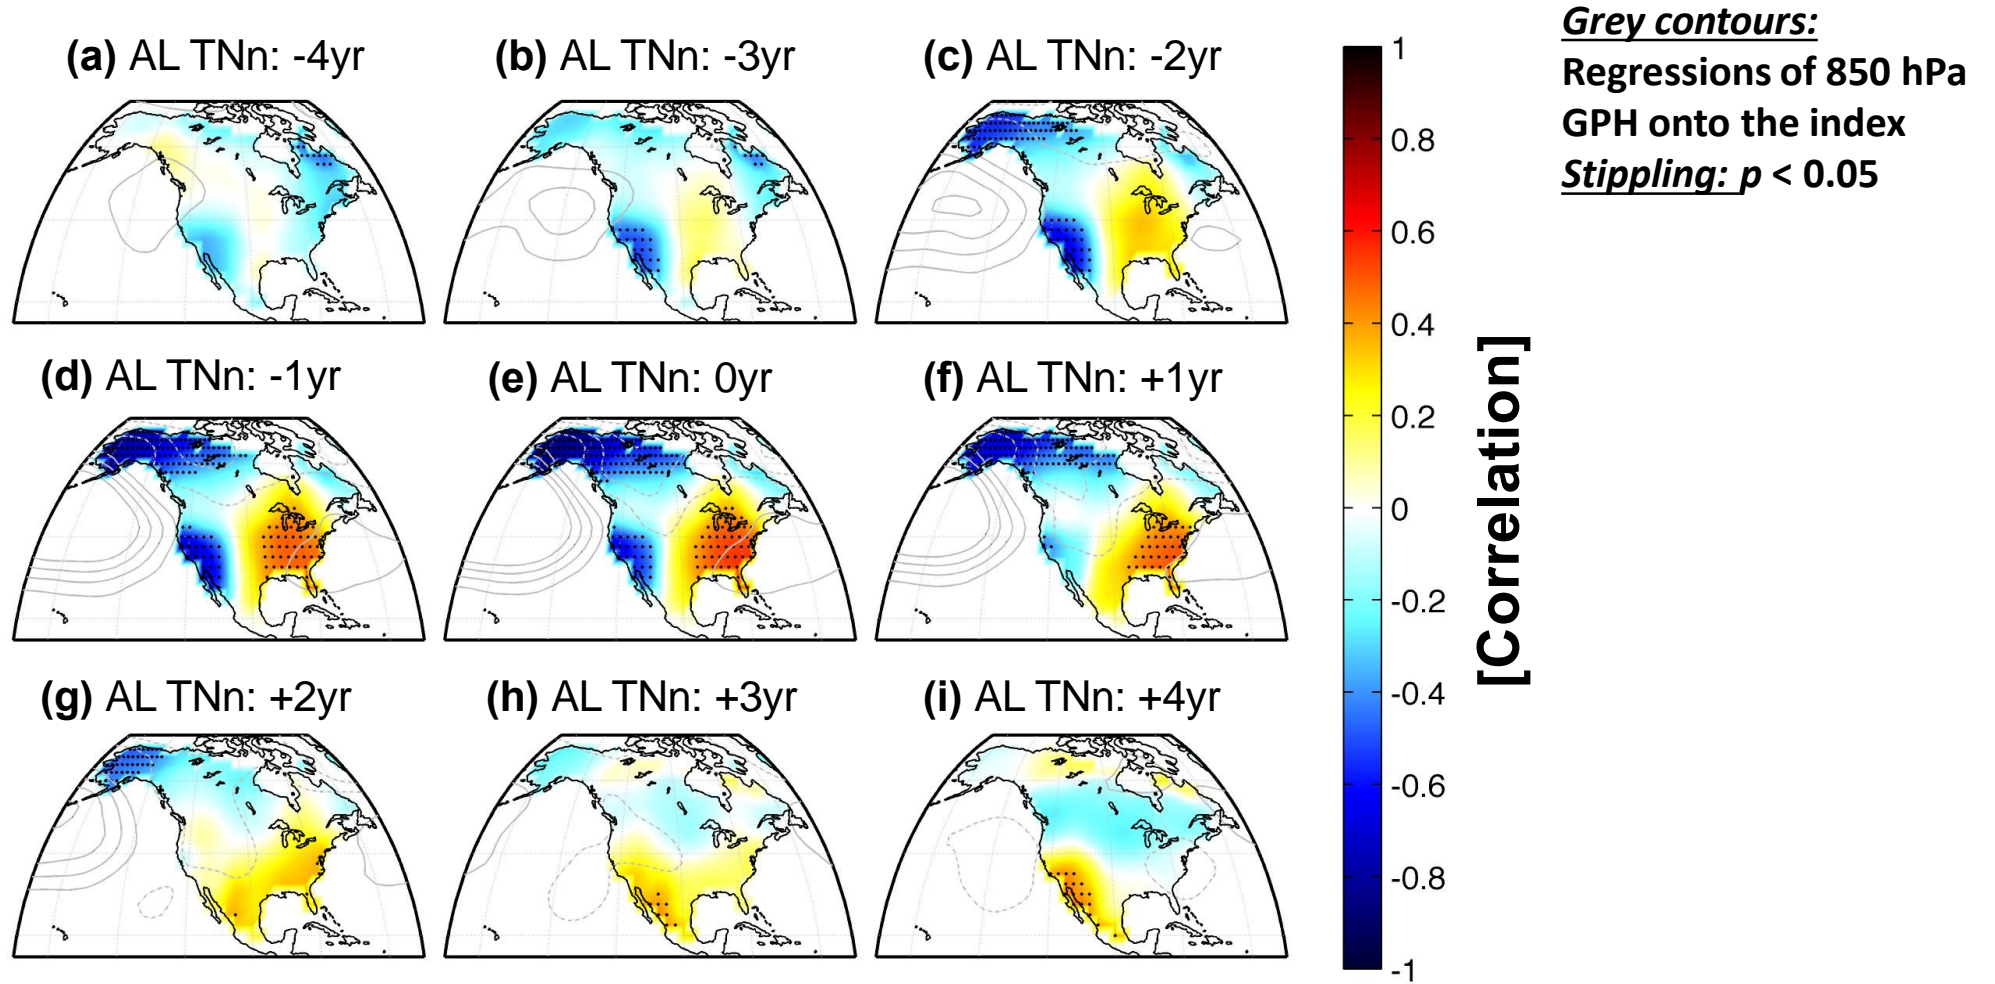 (a) AL TNn: -4yr
(b) AL TNn: -3yr
(c) AL TNn: -2yr
(d) AL TNn: -1yr
(e) AL TNn: 0yr
(f) AL TNn: +1yr
(g) AL TNn: +2yr
(h) AL TNn: +3yr
(i) AL TNn: +4yr
1
0.8
0.6
0.4
0.2
0
-0.2
-0.4
-0.6
-0.8
-1
[Correlation]
Grey contours:
Regressions of 850 hPa
GPH onto the index
Stippling: p < 0.05